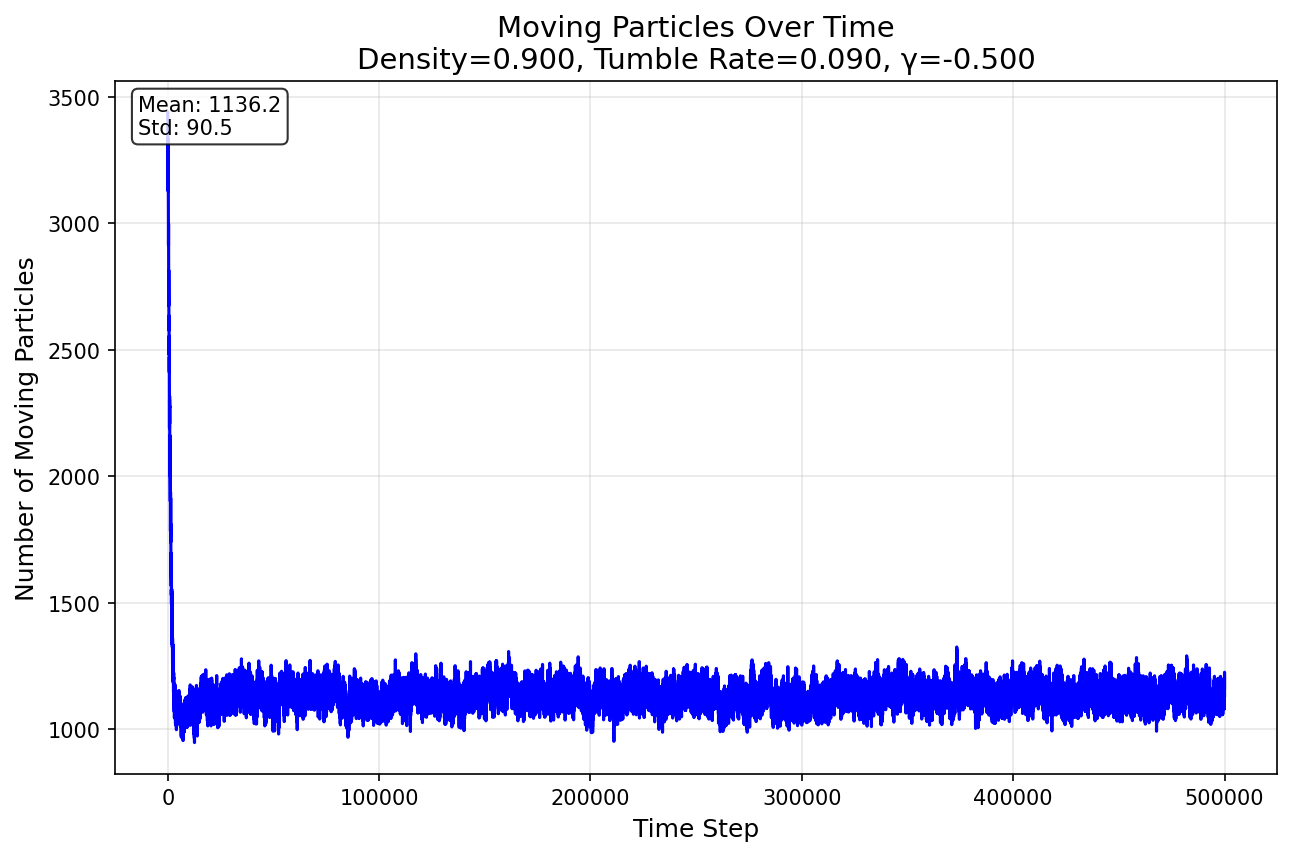 Moving Particles Over Time
Density=0.900, Tumble Rate=0.090, γ=-0.500
Mean: 1136.2
Std: 90.5
Number of Moving Particles
3500
3000
2500
2000
1500
1000
0 100000 200000 300000 400000 500000
Time Step